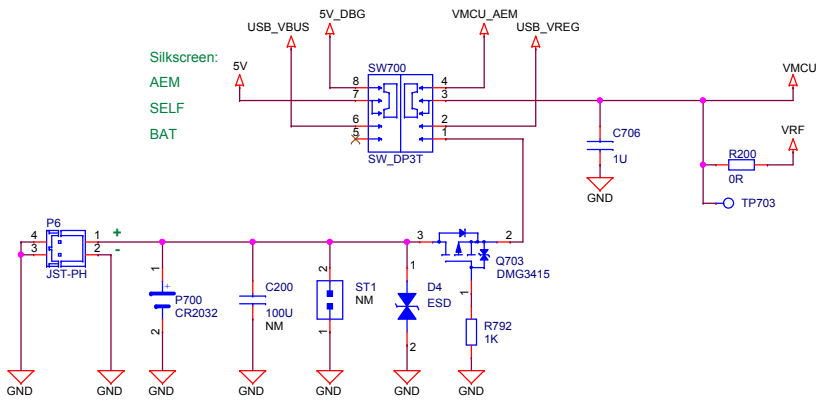 USB_VBUS
5V_DBG
VMCU_AEM
USB_VREG
Silkscreen:
AEM
SELF
BAT
5V
SW700
8
7
6
5
4
3
2
1
SW_DP3T
VMCU
C706
1U
GND
R200
0R
VRF
TP703
P6
4
3
1
2
+
-
JST-PH
1
+
P700
CR2032
2
C200
100U
NM
2
ST1
NM
1
1
D4
ESD
2
3
2
Q703
DMG3415
1
R792
1K
GND
GND
GND
GND
GND
GND
GND